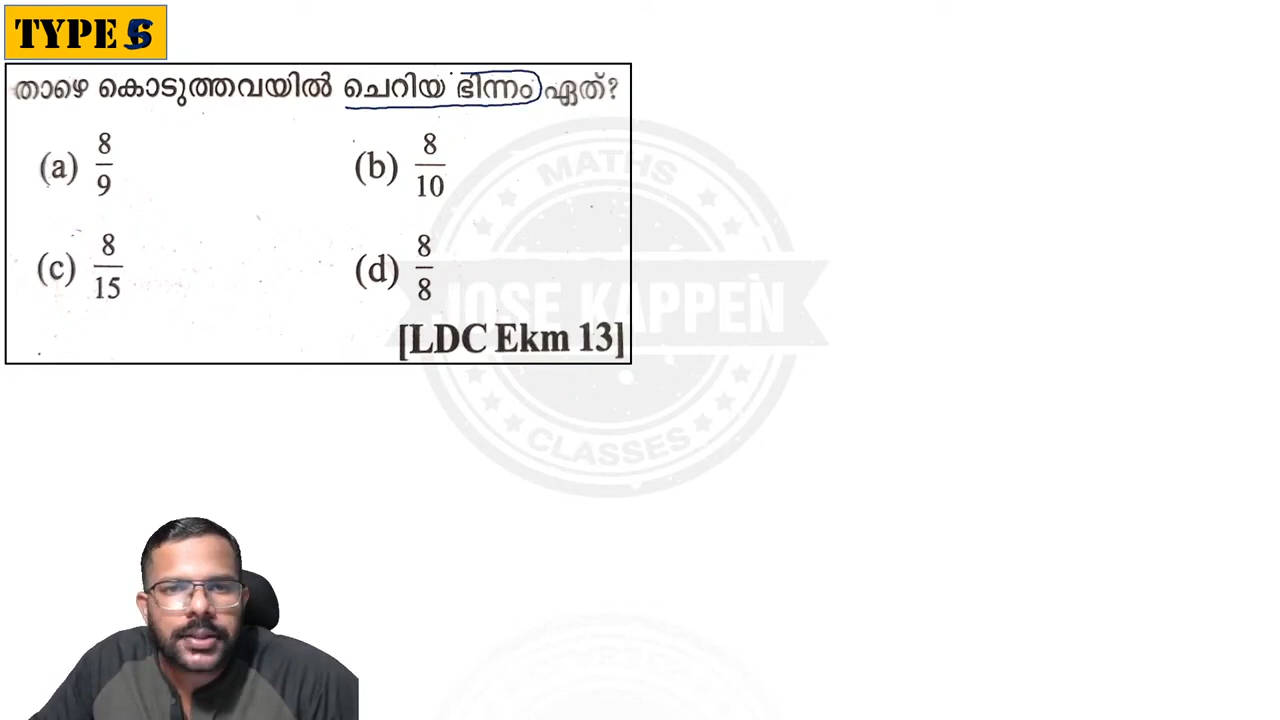 TYPE 5
താഴെ കൊടുത്തവയിൽ ചെറിയ ഭിന്നം ഏത്?
(a) 8/9 (b) 8/10
(c) 8/15 (d) 8/8
[LDC Ekm 13]
MATHS
JOSE KAPPEN
CLASSES